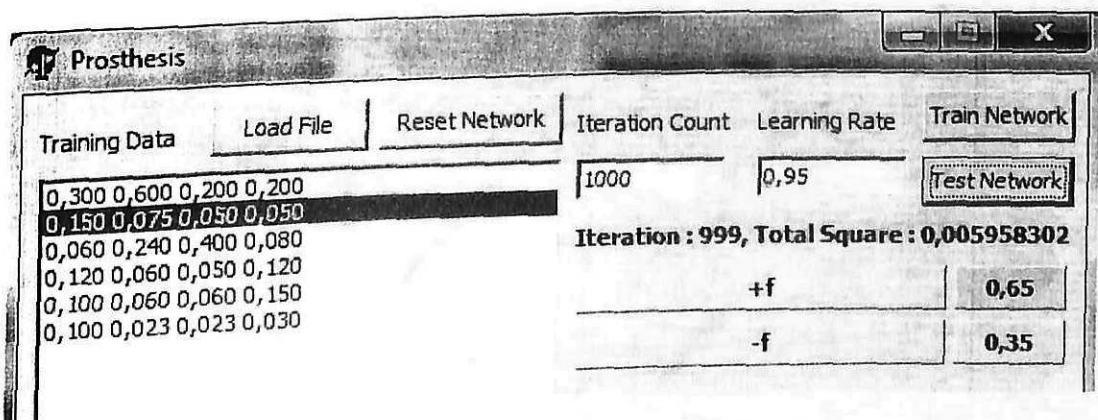 Prosthesis
Training Data Load File Reset Network Iteration Count Learning Rate Train Network
1000 0,95 Test Network
0,300 0,600 0,200 0,200
0,150 0,075 0,050 0,050
0,060 0,240 0,400 0,080
0,120 0,060 0,050 0,120
0,100 0,060 0,060 0,150
0,100 0,023 0,023 0,030
Iteration : 999, Total Square : 0,005958302
+f 0,65
-f 0,35